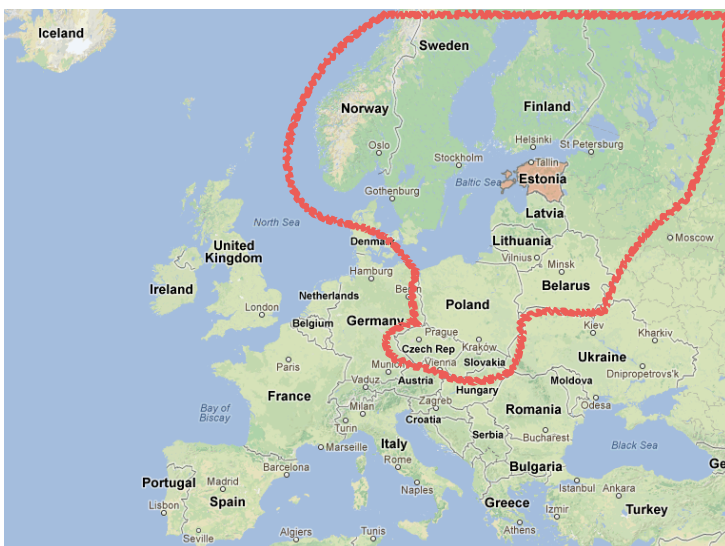 Iceland
Sweden
Norway
Finland
Oslo
Helsinki
St Petersburg
Stockholm
Tallin
Baltic Sea
Estonia
Gothenburg
Latvia
North Sea
Denmark
Lithuania
Moscow
United
Kingdom
Vilnius
Minsk
Hamburg
Ireland
Belarus
Berlin
Netherlands
Poland
London
Belgium
Germany
Prague
Kiev
Kharkiv
Czech Rep
Kraków
Paris
Munich
Vienna
Slovakia
Ukraine
Dnipropetrovs'k
Vaduz
Austria
Moldova
France
Hungary
Zagreb
Odesa
Bay of
Biscay
Milan
Romania
Croatia
Turin
Serbia
Bucharest
Marseille
Italy
Black Sea
Barcelona
Rome
Bulgaria
Ge
Portugal
Madrid
Istanbul
Ankara
Naples
Lisbon
Spain
Greece
Izmir
Turkey
Athens
Seville
Algiers
Tunis